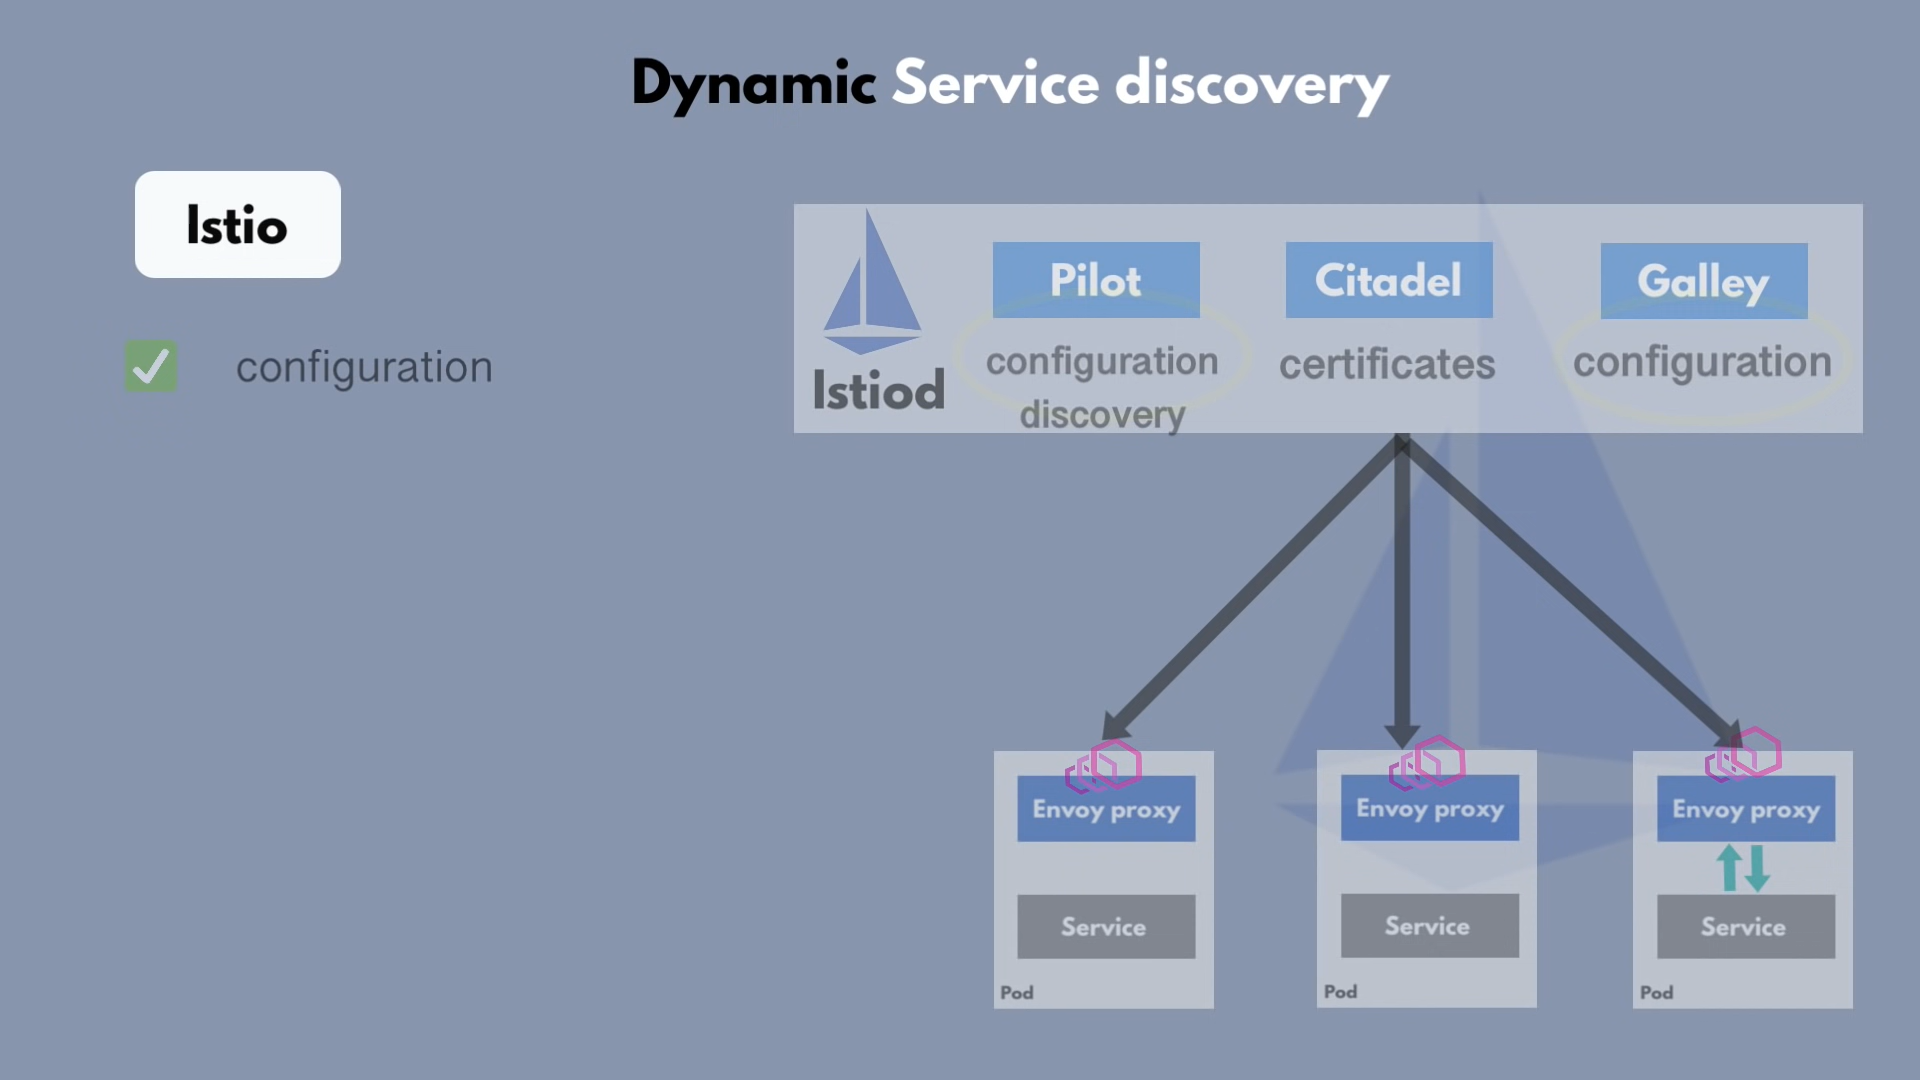 Dynamic Service discovery
Istio
configuration
Istiod
Pilot
configuration
discovery
Citadel
certificates
Galley
configuration
Envoy proxy
Service
Pod
Envoy proxy
Service
Pod
Envoy proxy
Service
Pod